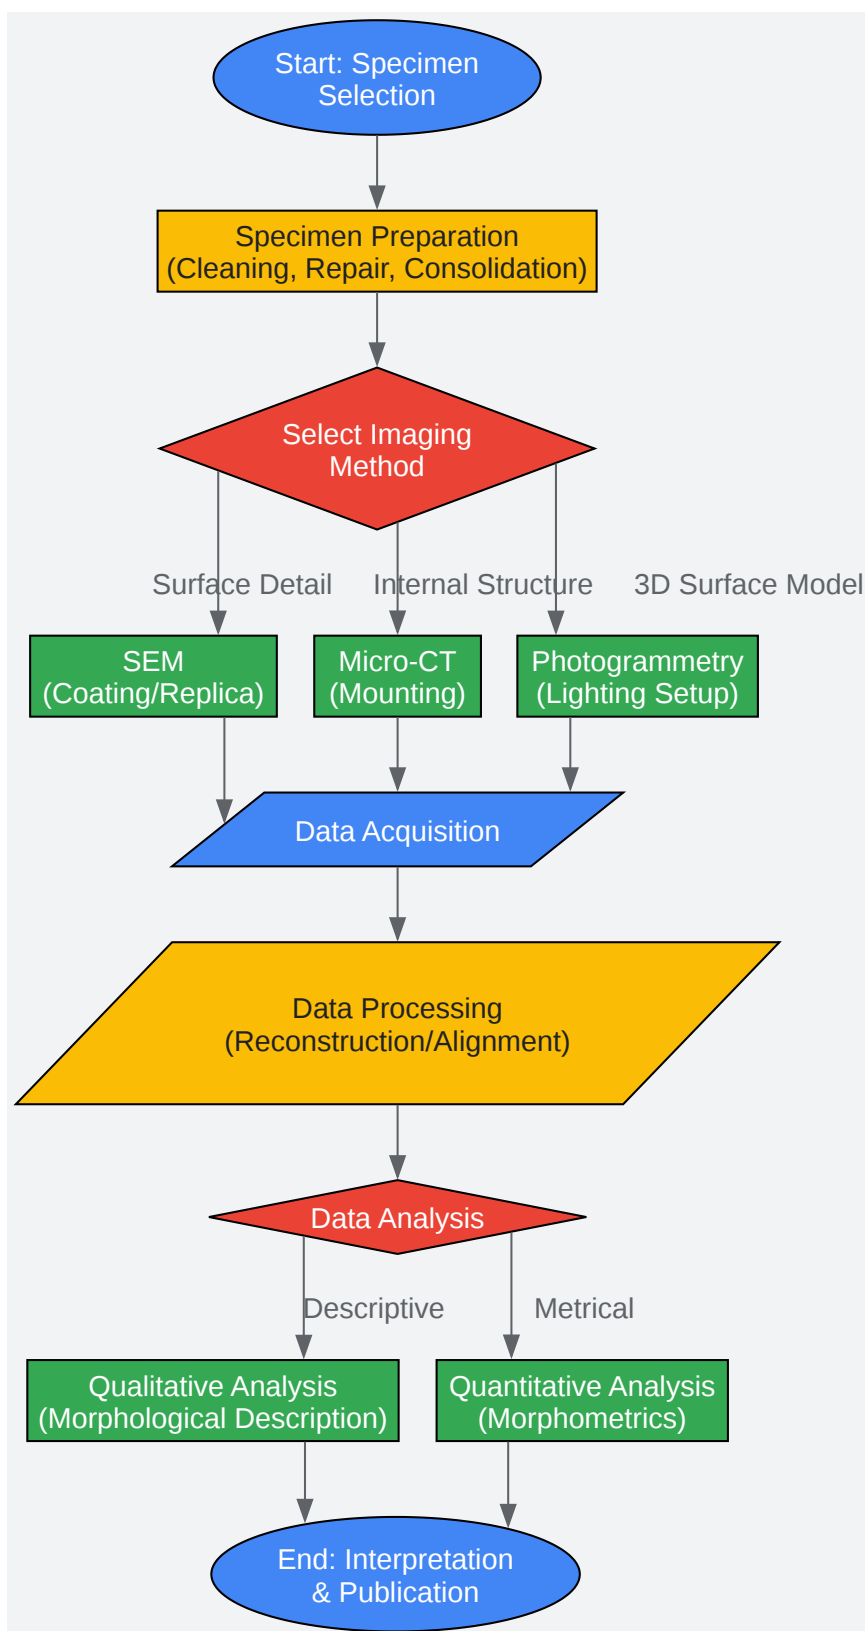 Start: Specimen
Selection
Specimen Preparation
(Cleaning, Repair, Consolidation)
Select Imaging
Method
Surface Detail
Internal Structure
3D Surface Model
SEM
(Coating/Replica)
Micro-CT
(Mounting)
Photogrammetry
(Lighting Setup)
Data Acquisition
Data Processing
(Reconstruction/Alignment)
Data Analysis
Descriptive
Metrical
Qualitative Analysis
(Morphological Description)
Quantitative Analysis
(Morphometrics)
End: Interpretation
& Publication